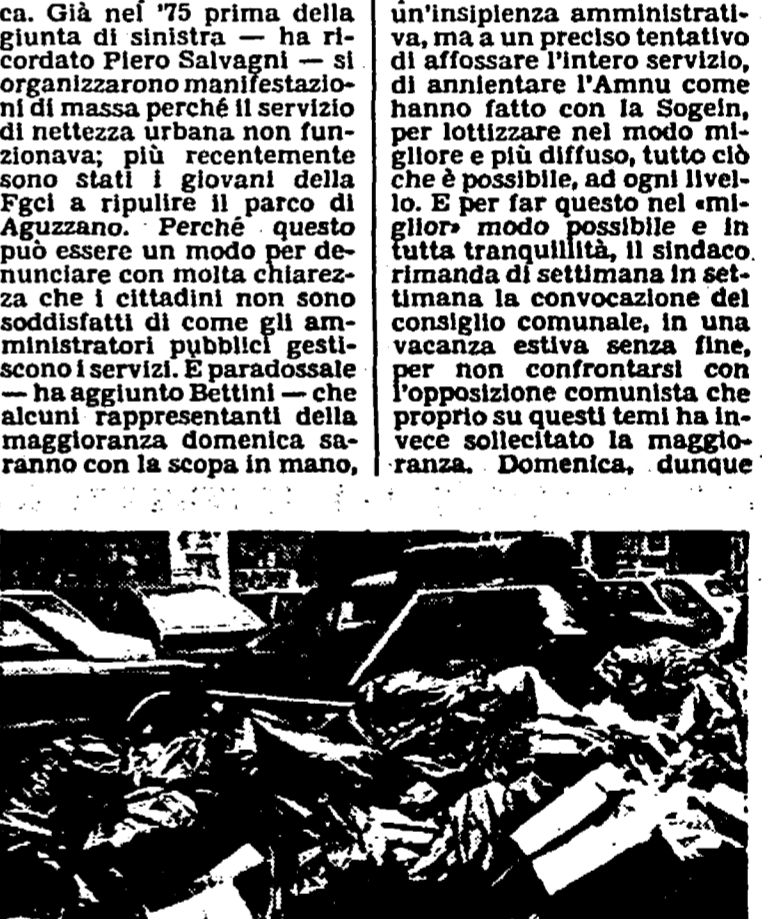 ca. Già nel '75 prima della
giunta di sinistra — ha ri-
cordato Piero Salvagni — si
organizzarono manifestazio-
ni di massa perché il servizio
di nettezza urbana non fun-
zionava; più recentemente
sono stati i giovani della
Fgci a ripulire il parco di
Aguzzano. Perché questo
può essere un modo per de-
nunciare con molta chiarez-
za che i cittadini non sono
soddisfatti di come gli am-
ministratori pubblici gesti-
scono i servizi. È paradossale
— ha aggiunto Bettini — che
alcuni rappresentanti della
maggioranza domenica sa-
ranno con la scopa in mano,
un'insipienza amministrati-
va, ma a un preciso tentativo
di affossare l'intero servizio,
di annientare l'Amnu come
hanno fatto con la Sogein,
per lottizzare nel modo mi-
gliore e più diffuso, tutto ciò
che è possibile, ad ogni livel-
lo. E per far questo nel «mi-
glior» modo possibile e in
tutta tranquillità, il sindaco
rimanda di settimana in set-
timana la convocazione del
consiglio comunale, in una
vacanza estiva senza fine,
per non confrontarsi con
l'opposizione comunista che
proprio su questi temi ha in-
vece sollecitato la maggio-
ranza. Domenica, dunque